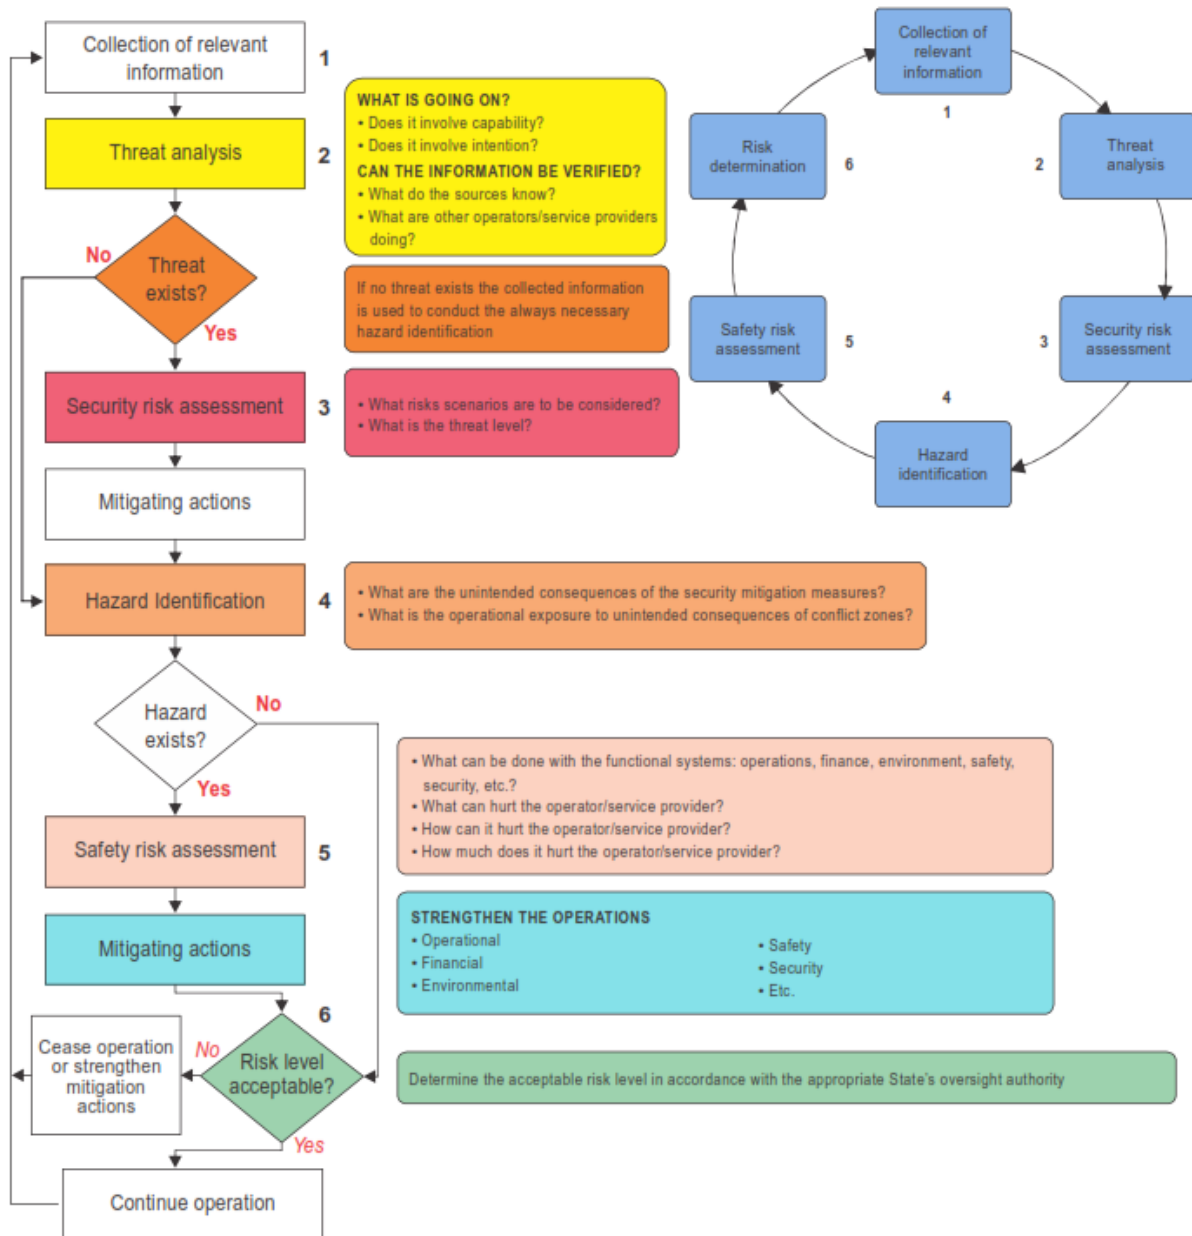 Collection of relevant
information
1
Threat analysis
2
WHAT IS GOING ON?
• Does it involve capability?
• Does it involve intention?
CAN THE INFORMATION BE VERIFIED?
• What do the sources know?
• What are other operators/service providers
doing?
No
Threat
exists?
Yes
If no threat exists the collected information
is used to conduct the always necessary
hazard identification
Security risk assessment
3
• What risks scenarios are to be considered?
• What is the threat level?
Mitigating actions
Hazard Identification
4
• What are the unintended consequences of the security mitigation measures?
• What is the operational exposure to unintended consequences of conflict zones?
Hazard
exists?
No
Yes
• What can be done with the functional systems: operations, finance, environment, safety,
security, etc.?
• What can hurt the operator/service provider?
• How can it hurt the operator/service provider?
• How much does it hurt the operator/service provider?
Safety risk assessment
5
Mitigating actions
STRENGTHEN THE OPERATIONS
• Operational
• Financial
• Environmental
• Safety
• Security
• Etc.
6
Cease operation
or strengthen
mitigation
actions
No
Risk level
acceptable?
Yes
Determine the acceptable risk level in accordance with the appropriate State's oversight authority
Continue operation
Collection of
relevant
information
1
Threat
analysis
2
Security risk
assessment
3
Hazard
identification
4
Safety risk
assessment
5
Risk
determination
6